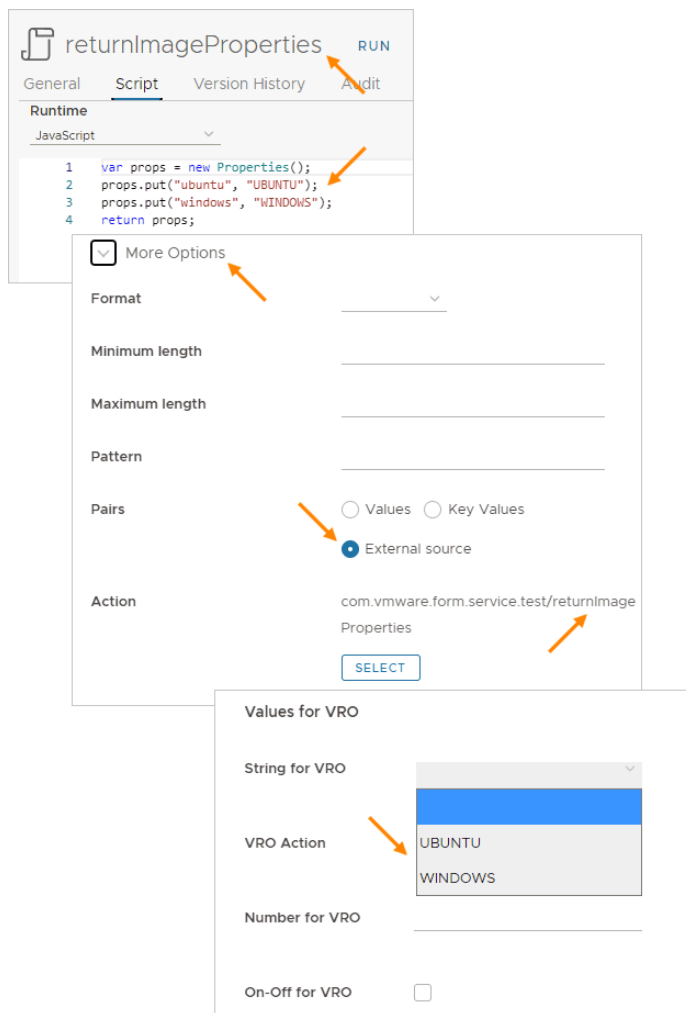 returnImageProperties RUN
General Script Version History Audit
Runtime
JavaScript
1 var props = new Properties();
2 props.put("ubuntu", "UBUNTU");
3 props.put("windows", "WINDOWS");
4 return props;
More Options
Format
Minimum length
Maximum length
Pattern
Pairs Values Key Values
External source
Action com.vmware.form.service.test/returnImage
Properties
SELECT
Values for VRO
String for VRO
VRO Action UBUNTU
WINDOWS
Number for VRO
On-Off for VRO